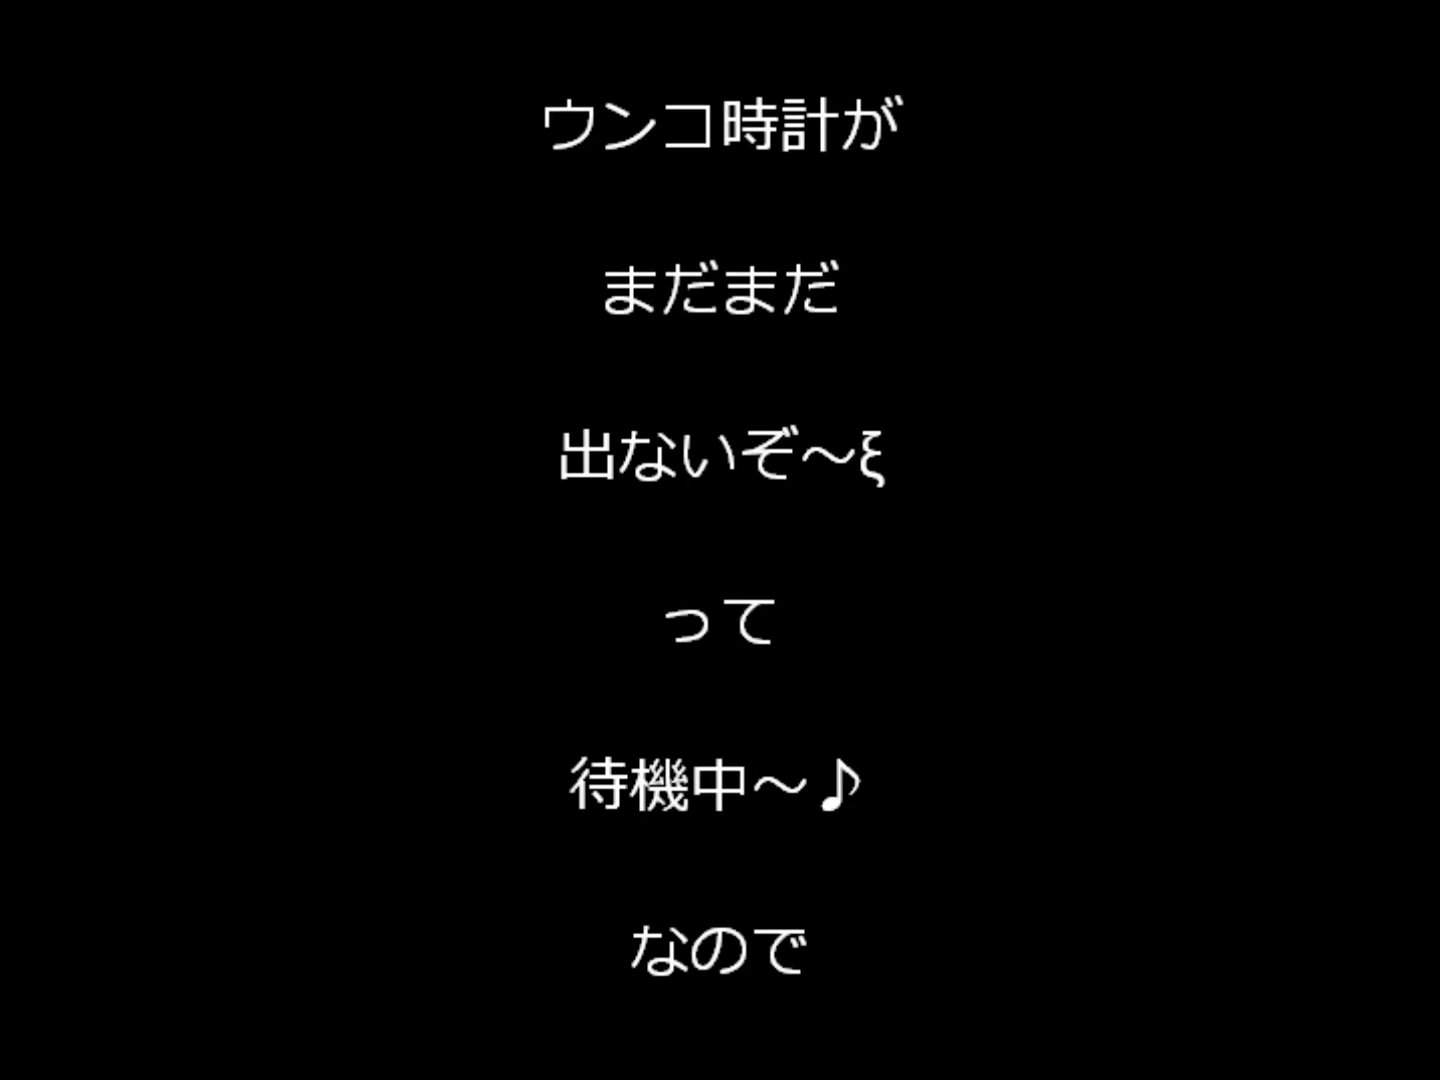 ウンコ時計が
まだまだ
出ないぞ～ξ
って
待機中～♪
なので